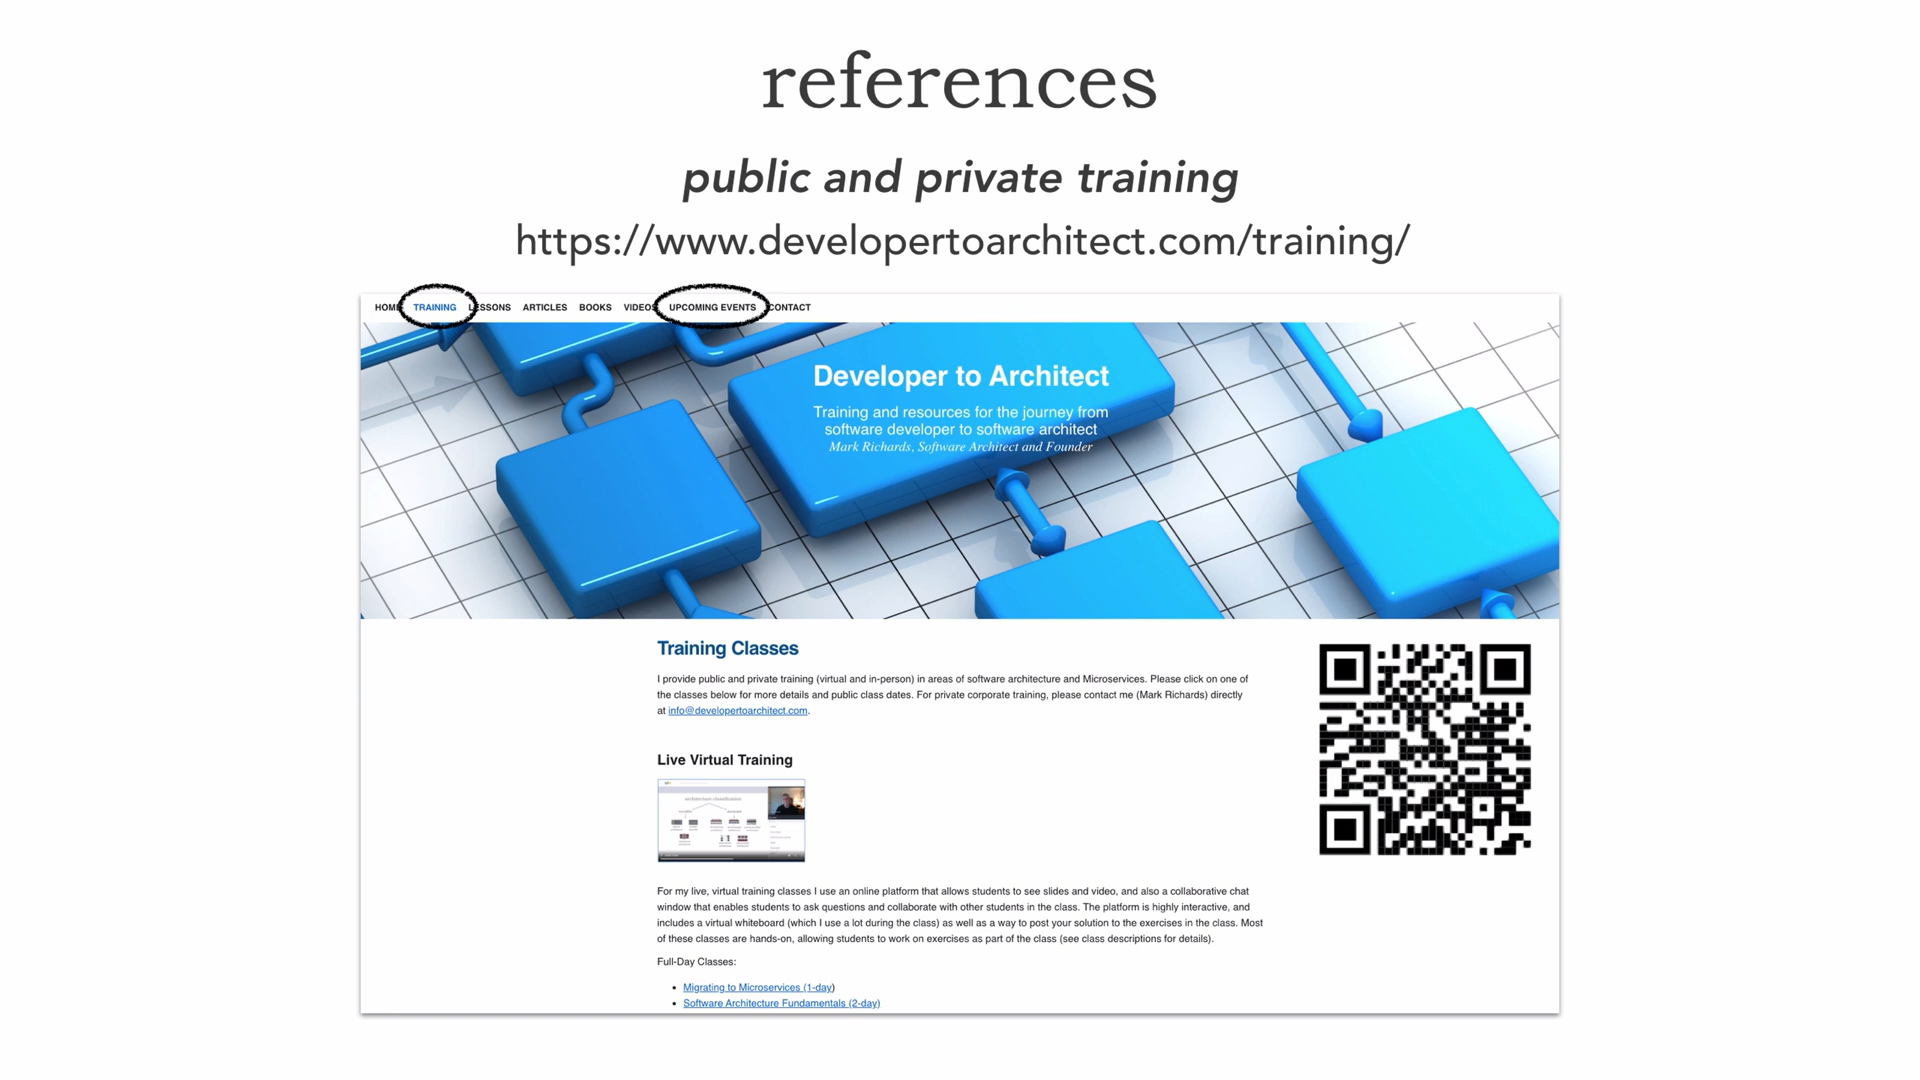 references
public and private training
https://www.developertoarchitect.com/training/
HOME TRAINING LESSONS ARTICLES BOOKS VIDEOS UPCOMING EVENTS CONTACT
Developer to Architect
Training and resources for the journey from
software developer to software architect
Mark Richards, Software Architect and Founder
Training Classes
I provide public and private training (virtual and in-person) in areas of software architecture and Microservices. Please click on one of
the classes below for more details and public class dates. For private corporate training, please contact me (Mark Richards) directly
at info@developertoarchitect.com.
Live Virtual Training
For my live, virtual training classes I use an online platform that allows students to see slides and video, and also a collaborative chat
window that enables students to ask questions and collaborate with other students in the class. The platform is highly interactive, and
includes a virtual whiteboard (which I use a lot during the class) as well as a way to post your solution to the exercises in the class. Most
of these classes are hands-on, allowing students to work on exercises as part of the class (see class descriptions for details).
Full-Day Classes:
• Migrating to Microservices (1-day)
• Software Architecture Fundamentals (2-day)